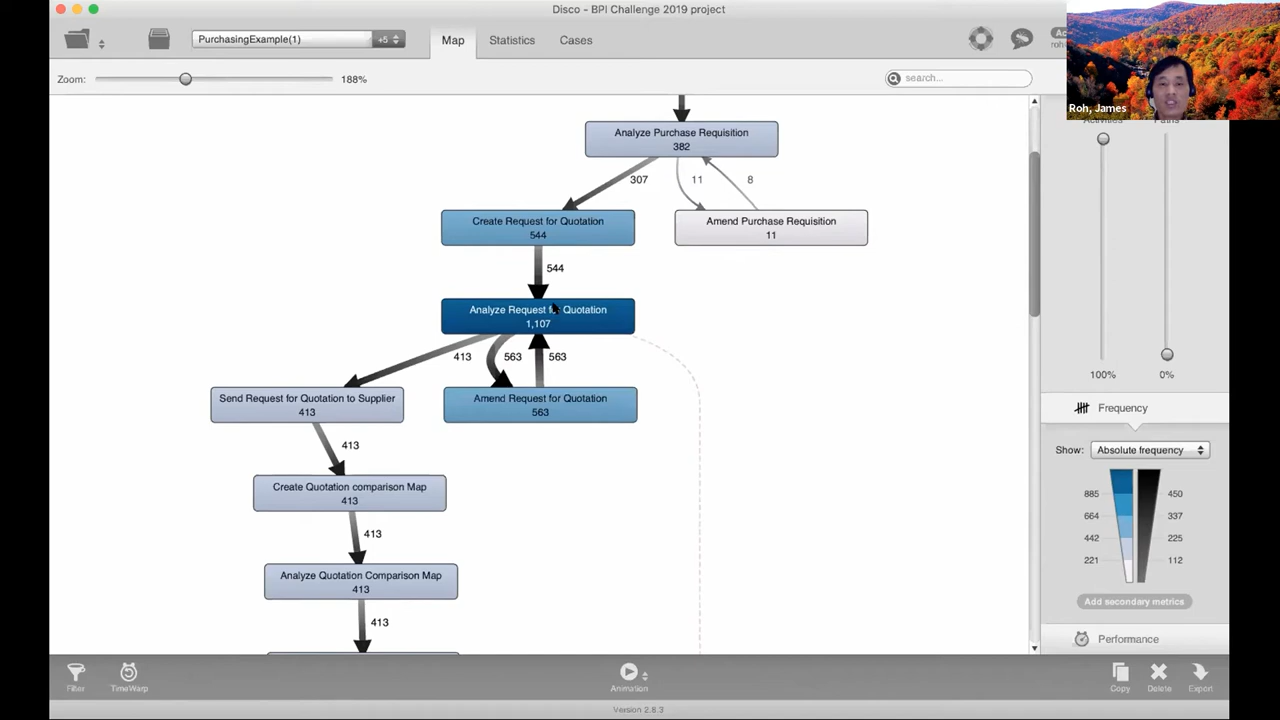 Disco - BPI Challenge 2019 project
PurchasingExample(1)
+5
Map
Statistics
Cases
Roh, James
Zoom:
188%
search...
Analyze Purchase Requisition
382
307
11
8
Create Request for Quotation
544
Amend Purchase Requisition
11
544
Analyze Request for Quotation
1,107
413
563
563
Send Request for Quotation to Supplier
413
Amend Request for Quotation
563
413
Create Quotation comparison Map
413
413
Analyze Quotation Comparison Map
413
413
100%
0%
Frequency
Show:
Absolute frequency
885
450
664
337
442
225
221
112
Add secondary metrics
Performance
Filter
TimeWarp
Animation
Copy
Delete
Export
Version 2.8.3